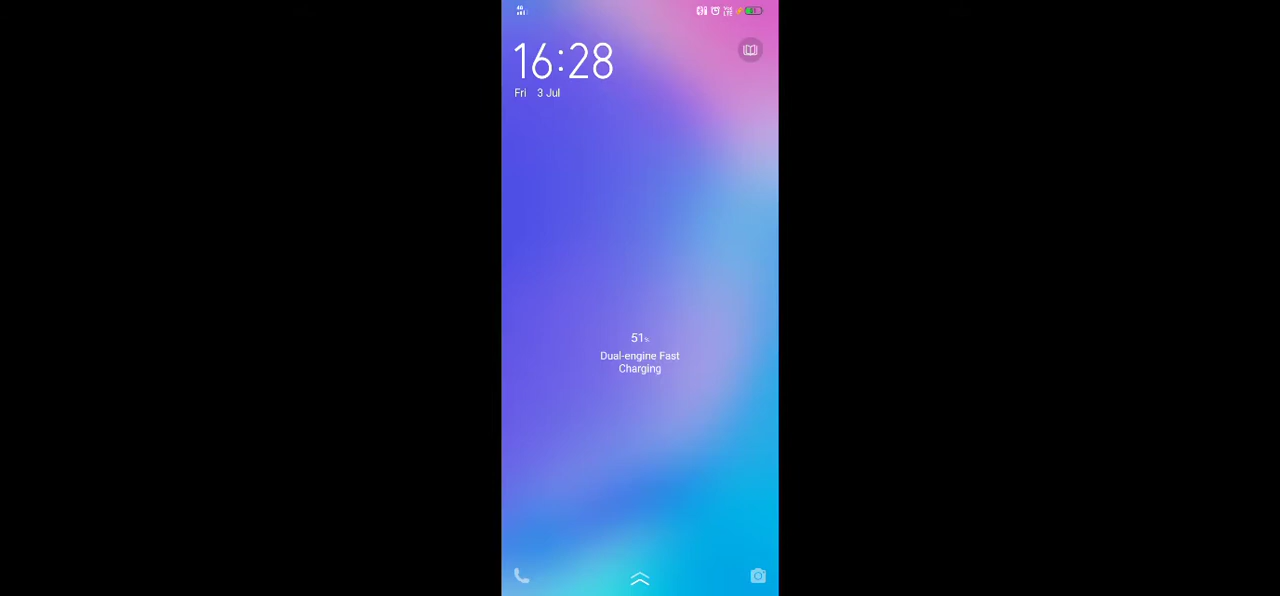 16:28
Fri 3 Jul
51%
Dual-engine Fast
Charging